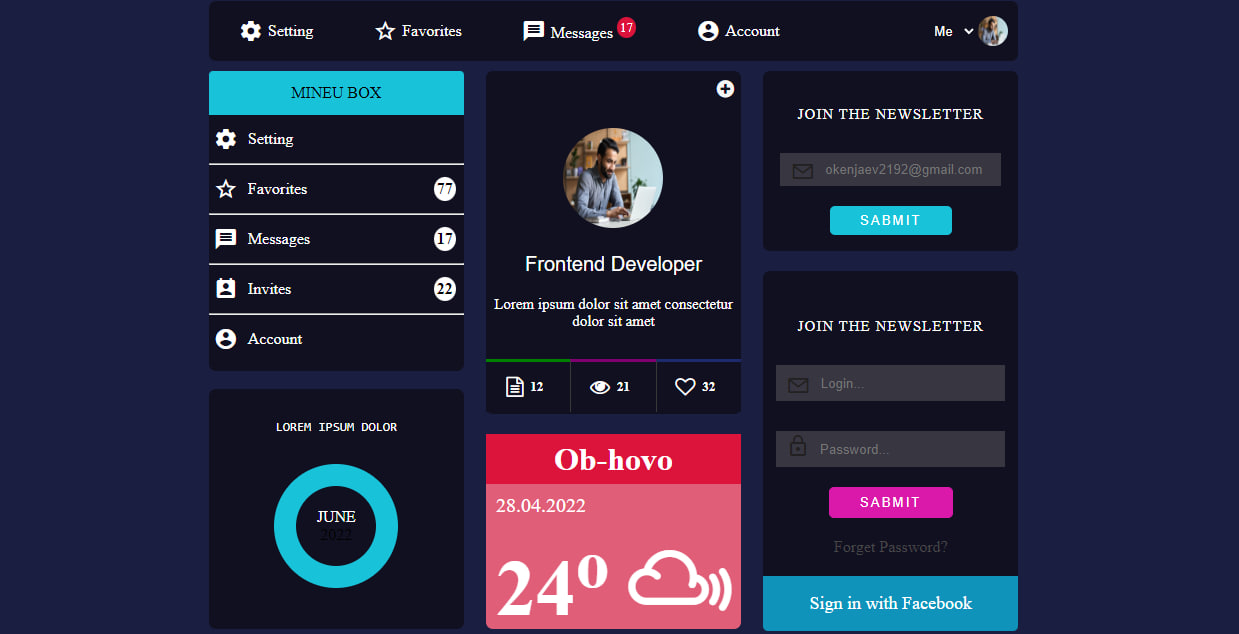 Setting
Favorites
Messages 17
Account
Me
MINEU BOX
Setting
Favorites 77
Messages 17
Invites 22
Account
LOREM IPSUM DOLOR
JUNE
2022
Frontend Developer
Lorem ipsum dolor sit amet consectetur
dolor sit amet
12
21
32
Ob-hovo
28.04.2022
24⁰
JOIN THE NEWSLETTER
okenjaev2192@gmail.com
SABMIT
JOIN THE NEWSLETTER
Login...
Password...
SABMIT
Forget Password?
Sign in with Facebook